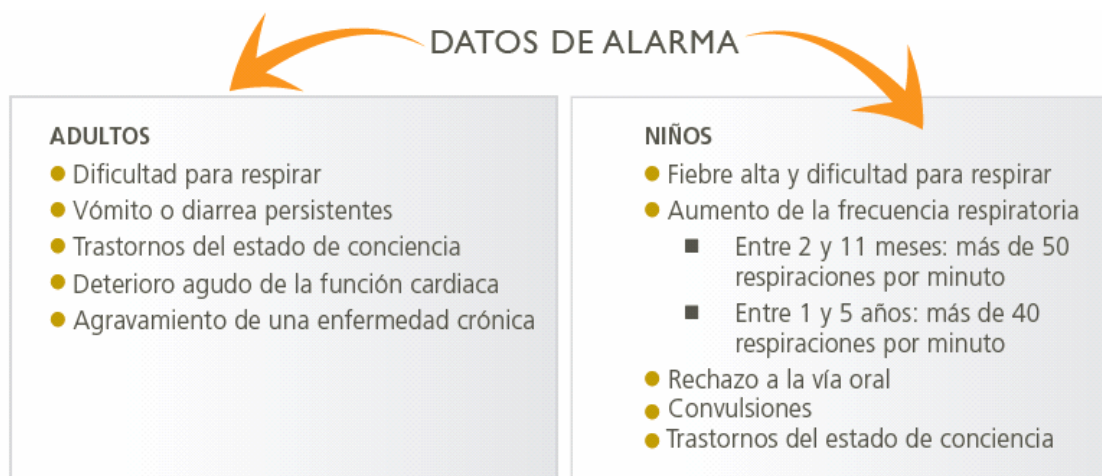 DATOS DE ALARMA
ADULTOS
Dificultad para respirar
Vómito o diarrea persistentes
Trastornos del estado de conciencia
Deterioro agudo de la función cardiaca
Agravamiento de una enfermedad crónica
NIÑOS
Fiebre alta y dificultad para respirar
Aumento de la frecuencia respiratoria
Entre 2 y 11 meses: más de 50
respiraciones por minuto
Entre 1 y 5 años: más de 40
respiraciones por minuto
Rechazo a la vía oral
Convulsiones
Trastornos del estado de conciencia